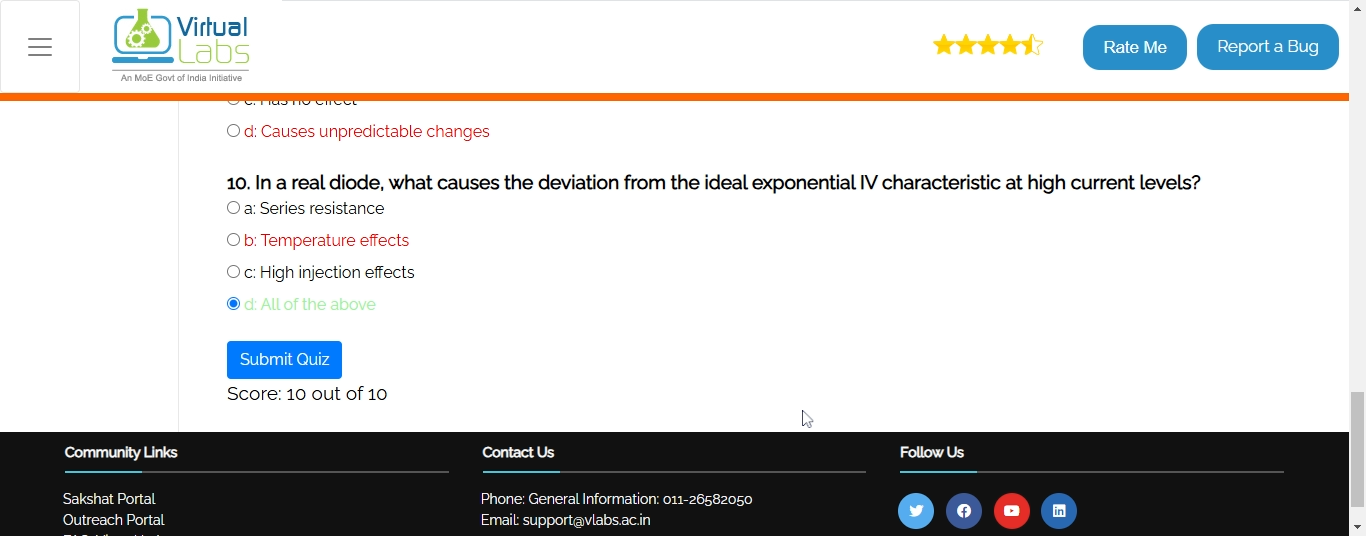 Virtual
Labs
An MoE Govt of India Initiative
Rate Me
Report a Bug
c: Has no effect
d: Causes unpredictable changes
10. In a real diode, what causes the deviation from the ideal exponential IV characteristic at high current levels?
a: Series resistance
b: Temperature effects
c: High injection effects
d: All of the above
Submit Quiz
Score: 10 out of 10
Community Links
Contact Us
Follow Us
Sakshat Portal
Phone: General Information: 011-26582050
Outreach Portal
Email: support@vlabs.ac.in